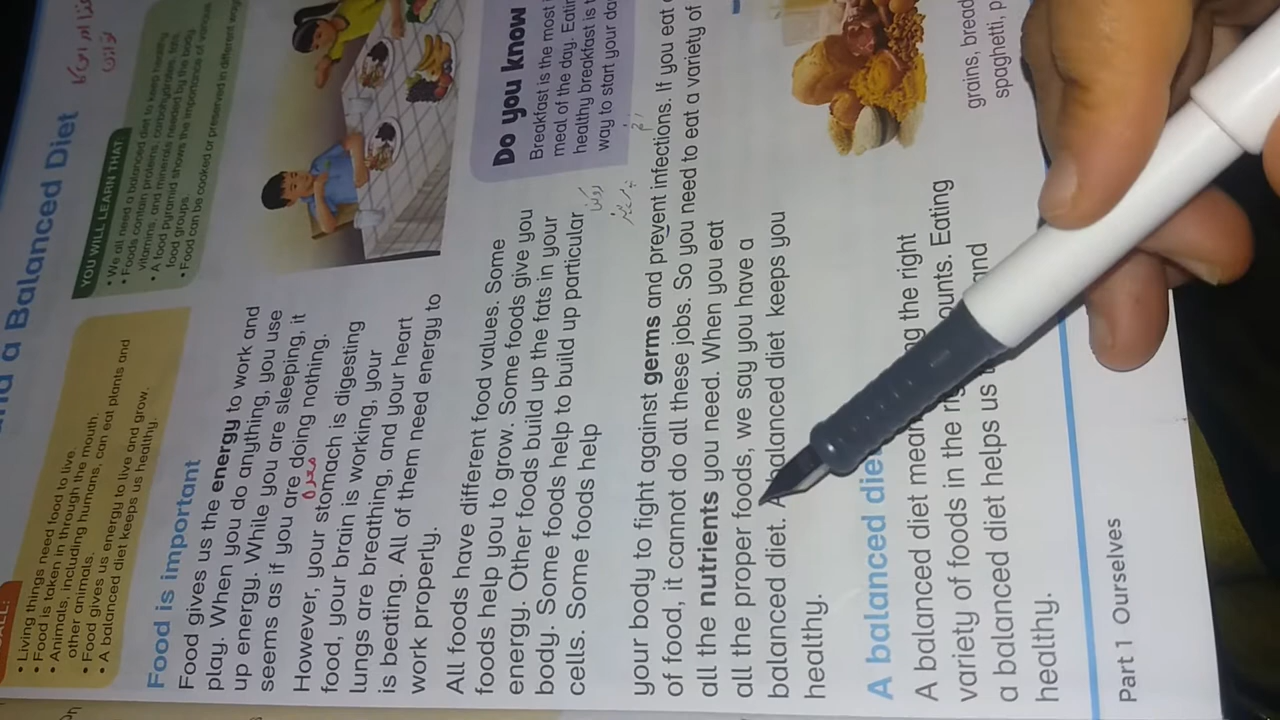 a Balanced Diet
• Living things need food to live.
• Food is taken in through the mouth.
• Animals, including humans, can eat plants and
other animals.
• Food gives us energy to live and grow.
• A balanced diet keeps us healthy.
YOU WILL LEARN THAT:
• We all need a balanced diet to keep healthy.
• Foods contain proteins, carbohydrates, fats,
vitamins, and minerals needed by the body.
• A food pyramid shows the importance of various
food groups.
• Food can be cooked or preserved in different
Food is important
Food gives us the energy to work and
play. When you do anything, you use
up energy. While you are sleeping, it
seems as if you are doing nothing.
معدہ
However, your stomach is digesting
food, your brain is working, your
lungs are breathing, and your heart
is beating. All of them need energy to
work properly.
All foods have different food values. Some
foods help you to grow. Some foods give you
energy. Other foods build up the fats in your
body. Some foods help to build up particular
cells. Some foods help
Do you know
Breakfast is the most
meal of the day.
healthy breakfast is
way to start your
your body to fight against germs and prevent infections. If you eat
of food, it cannot do all these jobs. So you need to eat a variety of
all the nutrients you need. When you eat
all the proper foods, we say you have a
balanced diet. A balanced diet keeps you
healthy.
grains, bread
spaghetti,
A balanced
A balanced diet the right
variety of foods in the Eating
a balanced diet helps us and
healthy.
Part 1 Ourselves